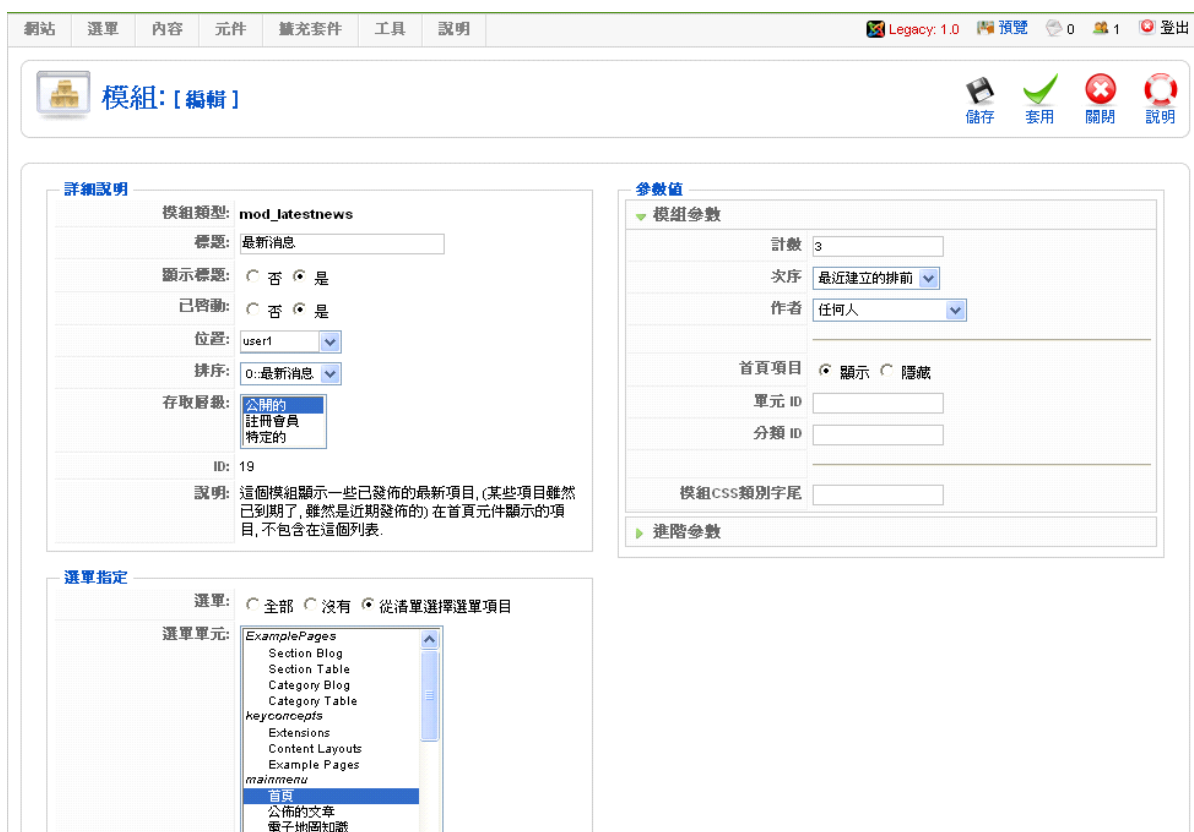 網站 選單 內容 元件 擴充套件 工具 說明 Legacy: 1.0 預覽 0 1 登出
模組: [ 編輯 ]
儲存 套用 關閉 說明
詳細說明
模組類型: mod_latestnews
標題: 最新消息
顯示標題: 否 是
已啓動: 否 是
位置: user1
排序: 0::最新消息
存取層級: 公開的
註冊會員
特定的
ID: 19
說明: 這個模組顯示一些已發佈的最新項目, (某些項目雖然
已到期了, 雖然是近期發佈的) 在首頁元件顯示的項
目, 不包含在這個列表.
參數值
模組參數
計數 3
次序 最近建立的排前
作者 任何人
首頁項目 顯示 隱藏
單元 ID
分類 ID
模組CSS類別字尾
進階參數
選單指定
選單: 全部 沒有 從清單選擇選單項目
選單單元: ExamplePages
Section Blog
Section Table
Category Blog
Category Table
keyconcepts
Extensions
Content Layouts
Example Pages
mainmenu
首頁
公佈的文章
電子地圖知識